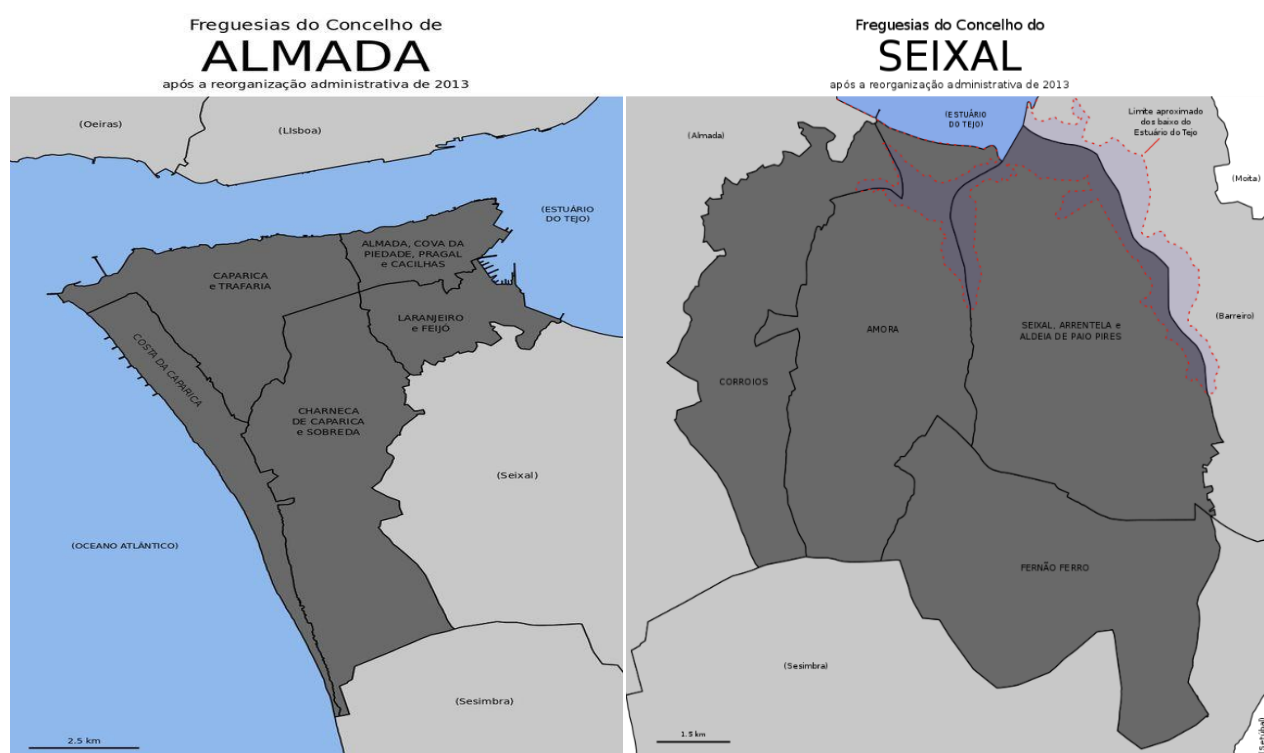 Freguesias do Concelho de
ALMADA
após a reorganização administrativa de 2013
(Oeiras)
(LIsboa)
(ESTUÁRIO
DO TEJO)
ALMADA, COVA DA
PIEDADE, PRAGAL
e CACILHAS
CAPARICA
e TRAFARIA
LARANJEIRO
e FEIJÓ
COSTA DA CAPARICA
CHARNECA
DE CAPARICA
e SOBREDA
(Seixal)
(OCEANO ATLÂNTICO)
(Sesimbra)
2.5 km
Freguesias do Concelho do
SEIXAL
após a reorganização administrativa de 2013
(Almada)
(ESTUÁRIO
DO TEJO)
Limite aproximado
dos baixo do
Estuário do Tejo
(Moita)
(Barreiro)
SEIXAL, ARRENTELA e
ALDEIA DE PAIO PIRES
AMORA
CORROIOS
FERNÃO FERRO
(Sesimbra)
1.5 km
(Setúbal)